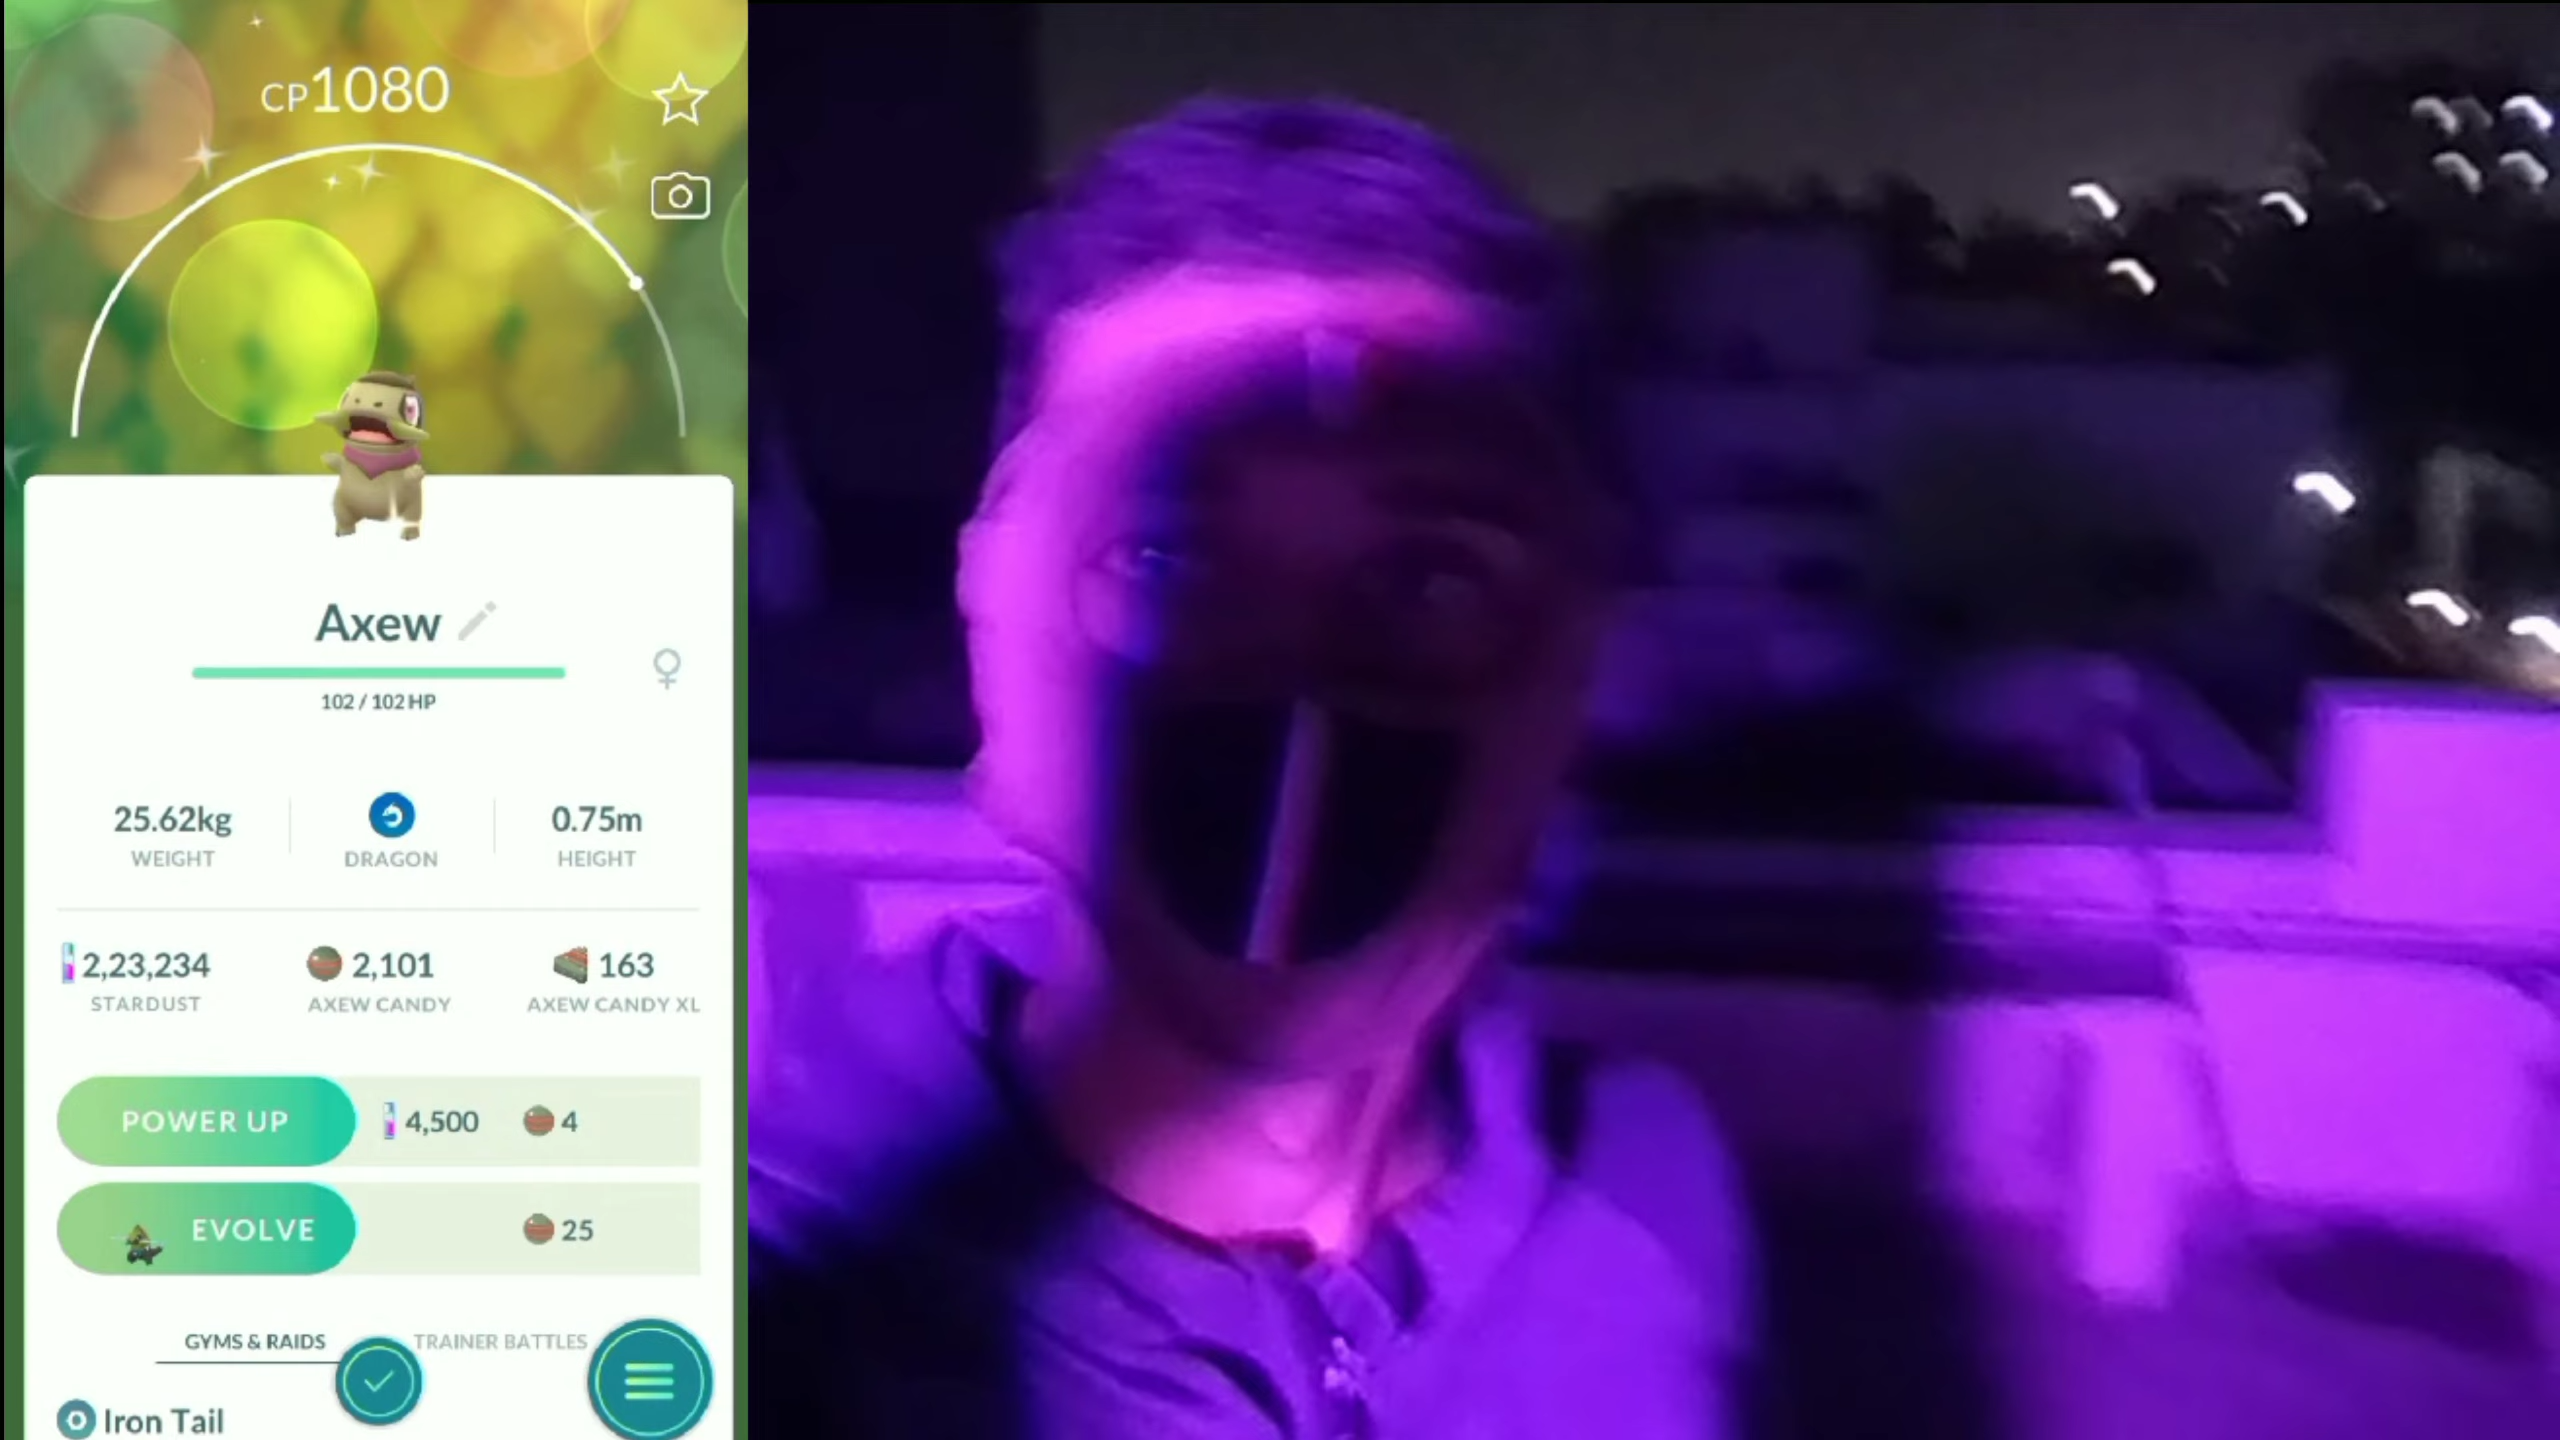 CP1080
Axew
102 / 102 HP
25.62kg
WEIGHT
DRAGON
0.75m
HEIGHT
2,23,234
STARDUST
2,101
AXEW CANDY
163
AXEW CANDY XL
POWER UP
4,500
4
EVOLVE
25
GYMS & RAIDS
TRAINER BATTLES
Iron Tail